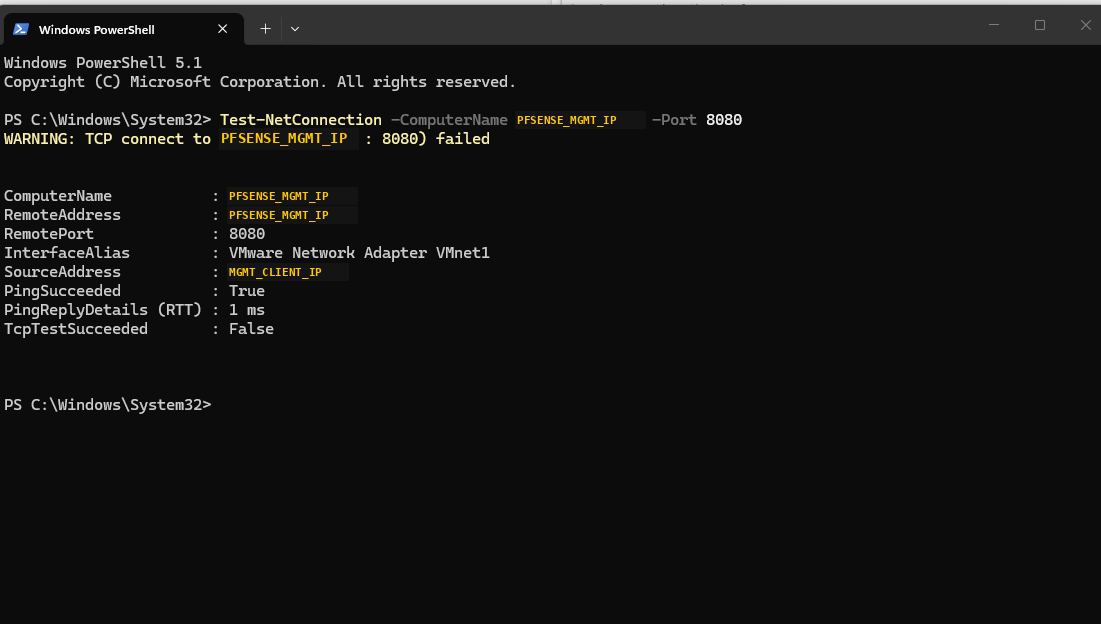 Windows PowerShell
Windows PowerShell 5.1
Copyright (C) Microsoft Corporation. All rights reserved.
PS C:\Windows\System32> Test-NetConnection -ComputerName PFSENSE_MGMT_IP -Port 8080
WARNING: TCP connect to PFSENSE_MGMT_IP : 8080) failed
ComputerName : PFSENSE_MGMT_IP
RemoteAddress : PFSENSE_MGMT_IP
RemotePort : 8080
InterfaceAlias : VMware Network Adapter VMnet1
SourceAddress : MGMT_CLIENT_IP
PingSucceeded : True
PingReplyDetails (RTT) : 1 ms
TcpTestSucceeded : False
PS C:\Windows\System32>